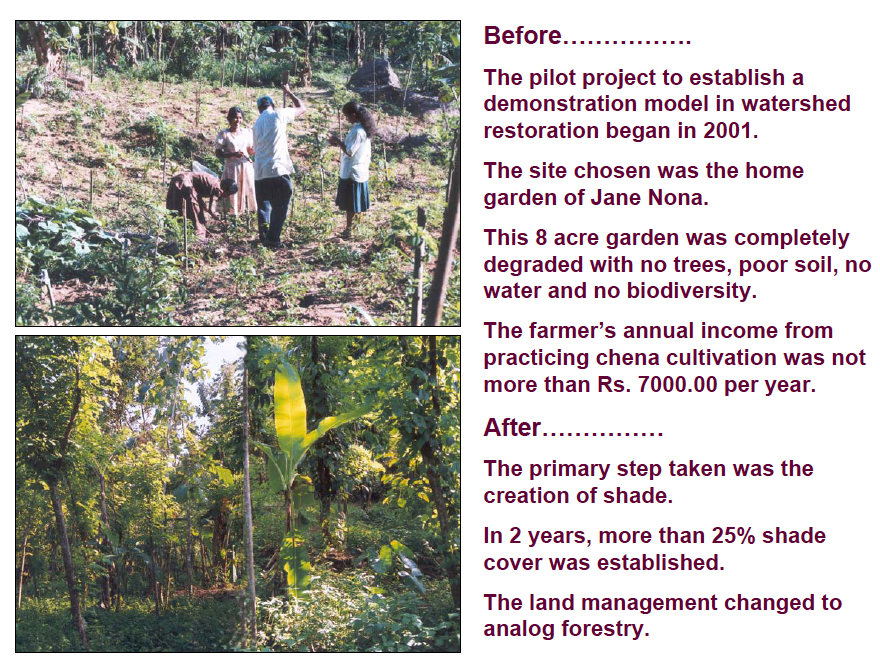 Before................
The pilot project to establish a
demonstration model in watershed
restoration began in 2001.
The site chosen was the home
garden of Jane Nona.
This 8 acre garden was completely
degraded with no trees, poor soil, no
water and no biodiversity.
The farmer’s annual income from
practicing chena cultivation was not
more than Rs. 7000.00 per year.
After……………
The primary step taken was the
creation of shade.
In 2 years, more than 25% shade
cover was established.
The land management changed to
analog forestry.